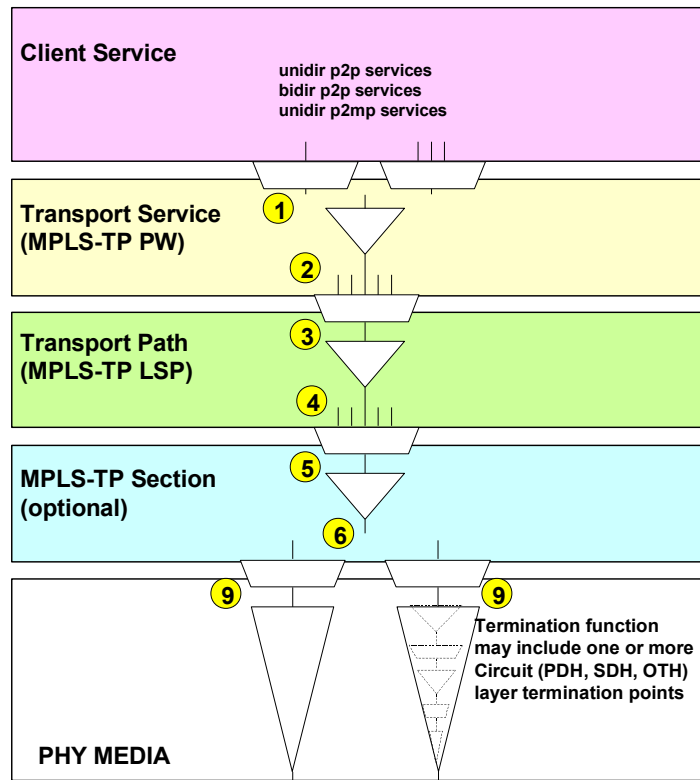 Client Service
unidir p2p services
bidir p2p services
unidir p2mp services
1
Transport Service
(MPLS-TP PW)
2
3
Transport Path
(MPLS-TP LSP)
4
5
MPLS-TP Section
(optional)
6
9
9
Termination function
may include one or more
Circuit (PDH, SDH, OTH)
layer termination points
PHY MEDIA